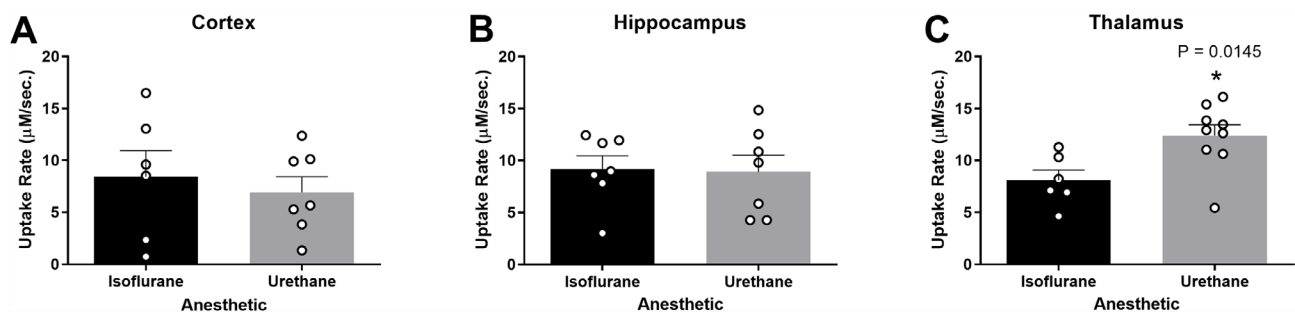 A
Cortex
20
15
10
5
0
Uptake Rate (μM/sec.)
Isoflurane
Urethane
Anesthetic
B
Hippocampus
20
15
10
5
0
Uptake Rate (μM/sec.)
Isoflurane
Urethane
Anesthetic
C
Thalamus
P = 0.0145
*
20
15
10
5
0
Uptake Rate (μM/sec.)
Isoflurane
Urethane
Anesthetic